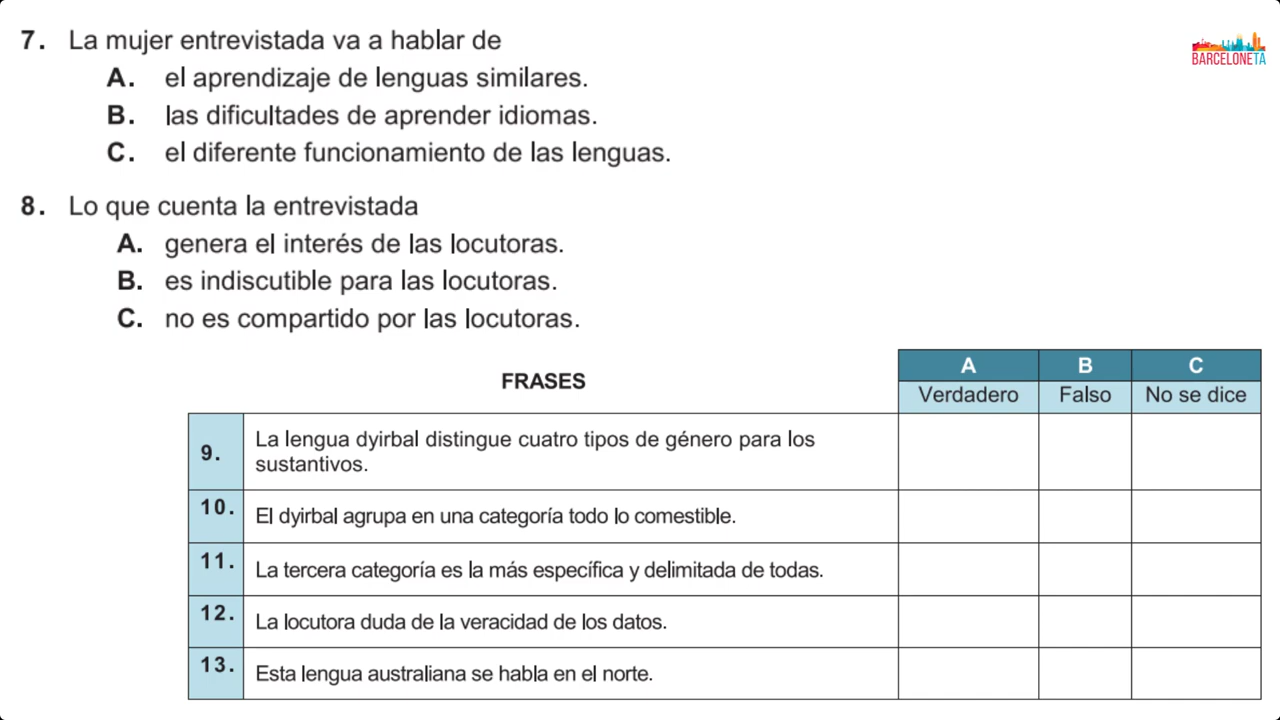 BARCELONETA
7. La mujer entrevistada va a hablar de
A. el aprendizaje de lenguas similares.
B. las dificultades de aprender idiomas.
C. el diferente funcionamiento de las lenguas.
8. Lo que cuenta la entrevistada
A. genera el interés de las locutoras.
B. es indiscutible para las locutoras.
C. no es compartido por las locutoras.
FRASES
A B C
Verdadero Falso No se dice
9. La lengua dyirbal distingue cuatro tipos de género para los
sustantivos.
10. El dyirbal agrupa en una categoría todo lo comestible.
11. La tercera categoría es la más específica y delimitada de todas.
12. La locutora duda de la veracidad de los datos.
13. Esta lengua australiana se habla en el norte.